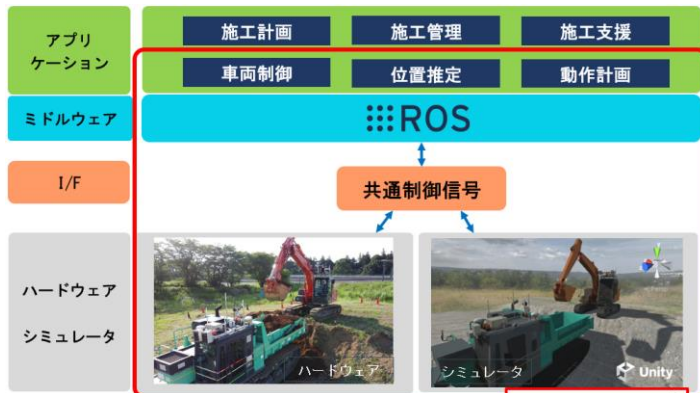 アプリ
ケーション
施工計画
施工管理
施工支援
車両制御
位置推定
動作計画
ミドルウェア
ROS
I/F
共通制御信号
ハードウェア
シミュレータ
ハードウェア
シミュレータ
Unity